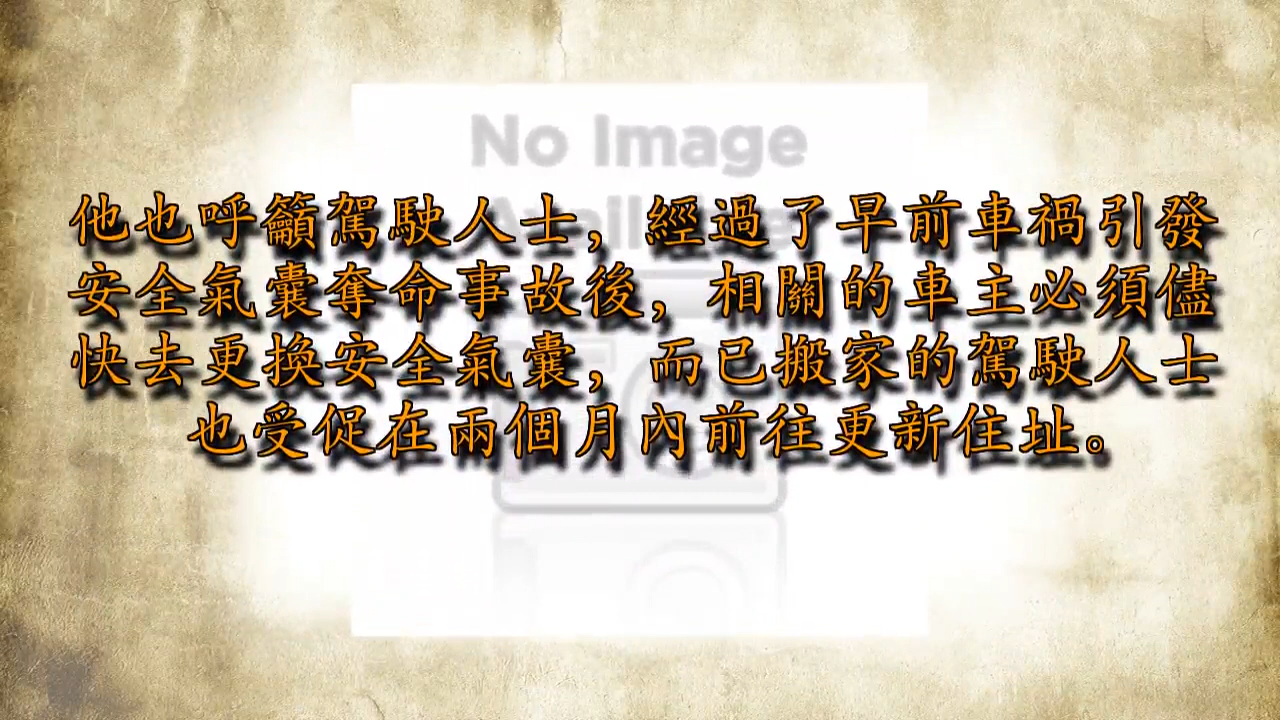 No Image
Available
他也呼籲駕駛人士，經過了早前車禍引發
安全氣囊奪命事故後，相關的車主必須儘
快去更換安全氣囊，而已搬家的駕駛人士
也受促在兩個月內前往更新住址。